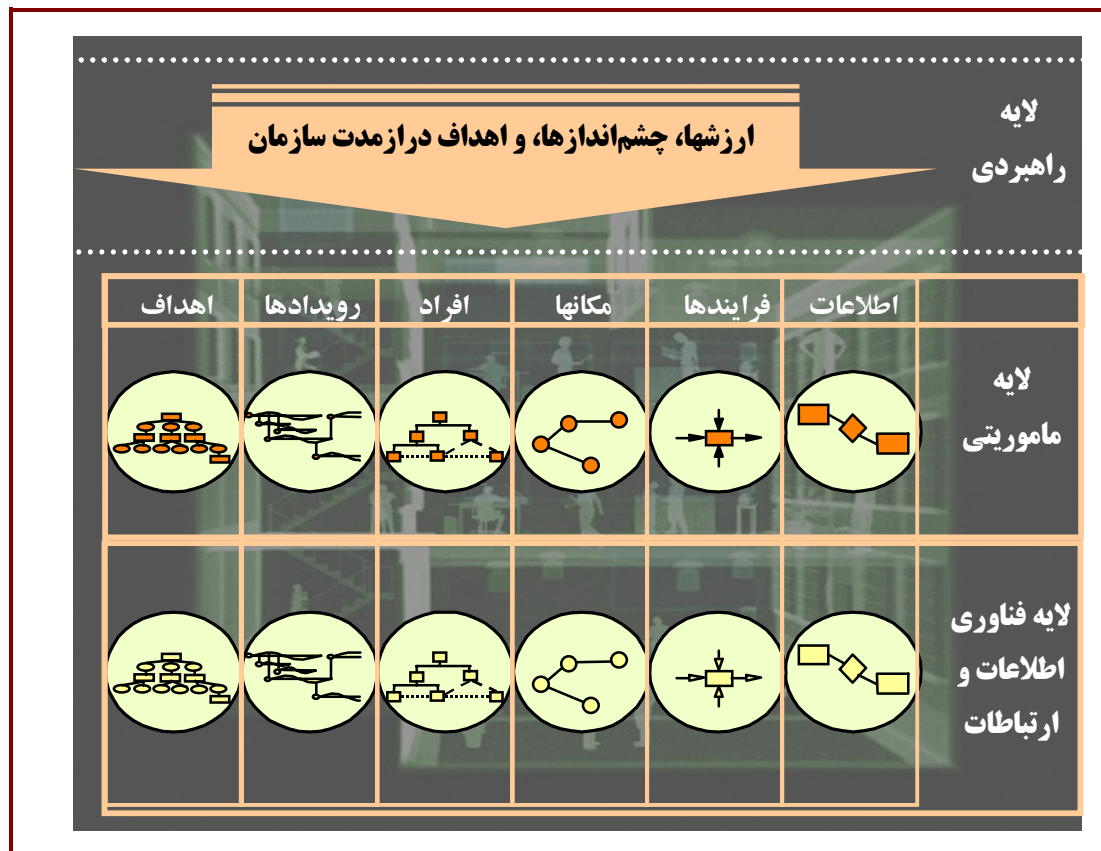 لایه
راهبردی
ارزشها، چشم‌اندازها، و اهداف درازمدت سازمان
اطلاعات فرایندها مکانها افراد رویدادها اهداف
لایه
ماموریتی
لایه فناوری
اطلاعات و
ارتباطات